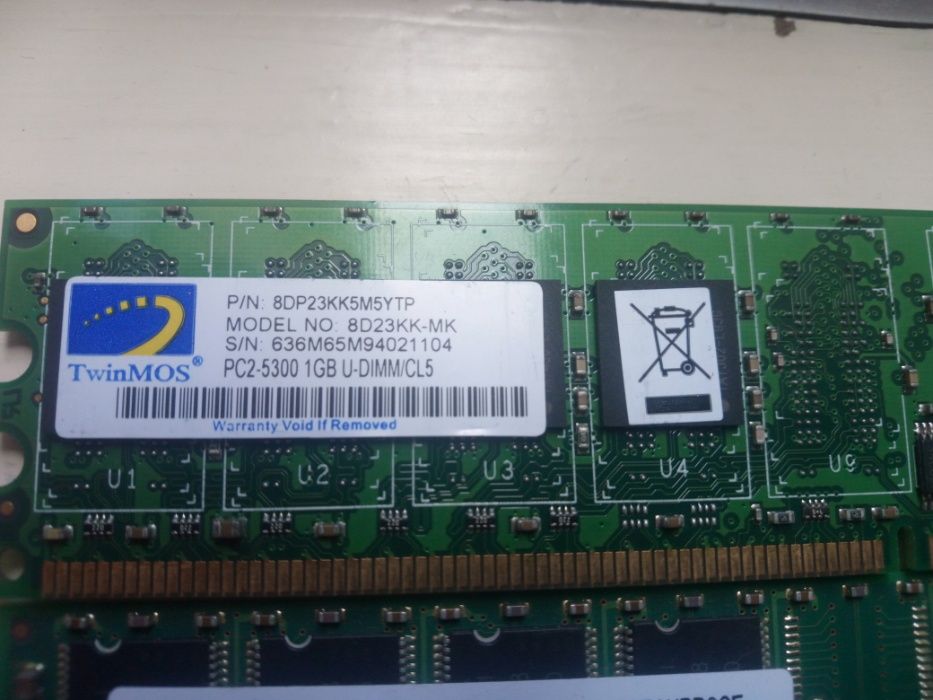 P/N: 8DP23KK5M5YTP
MODEL NO: 8D23KK-MK
S/N: 636M65M94021104
TwinMOS®
PC2-5300 1GB U-DIMM/CL5
Warranty Void If Removed
U1
U2
U3
U4
U9